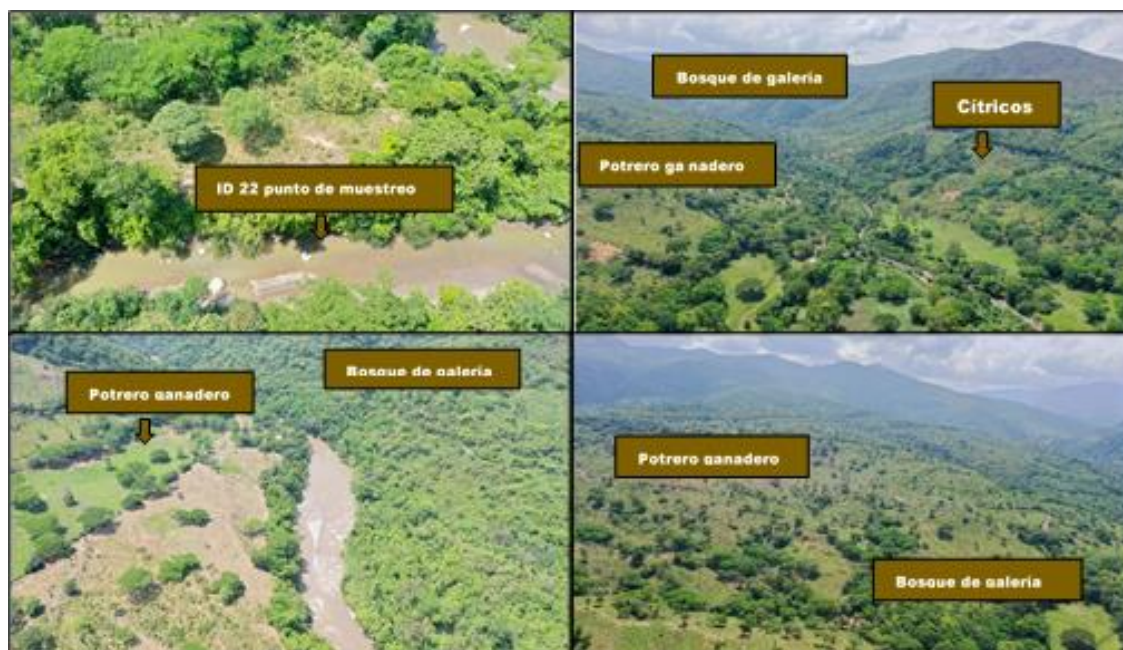 ID 22 punto de muestreo
Bosque de galería
Cítricos
Potrero ga nadero
Bosque de galería
Potrero ganadero
Potrero ganadero
Bosque de galería